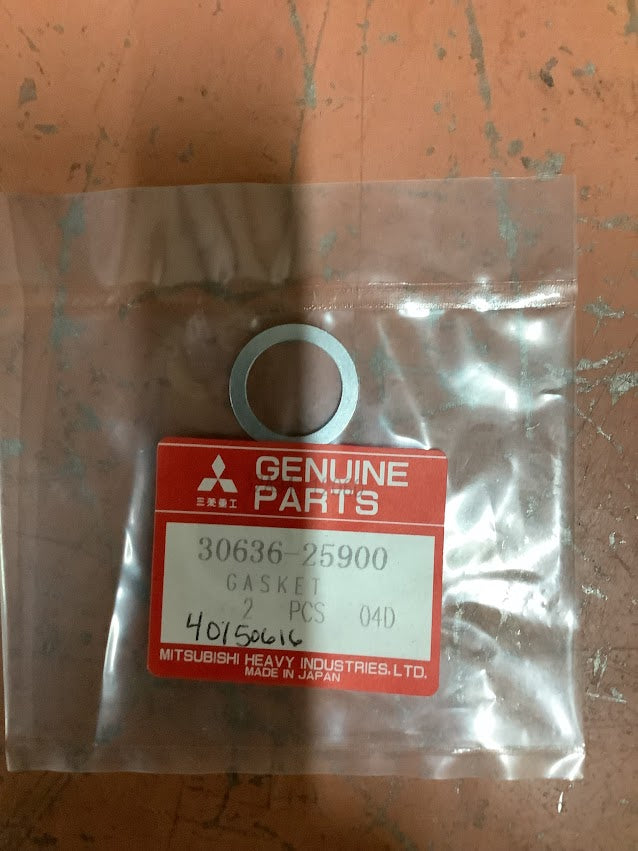 GENUINE
PARTS
三菱重工
30636-25900
GASKET
2 PCS 04D
40150616
MITSUBISHI HEAVY INDUSTRIES, LTD.
MADE IN JAPAN